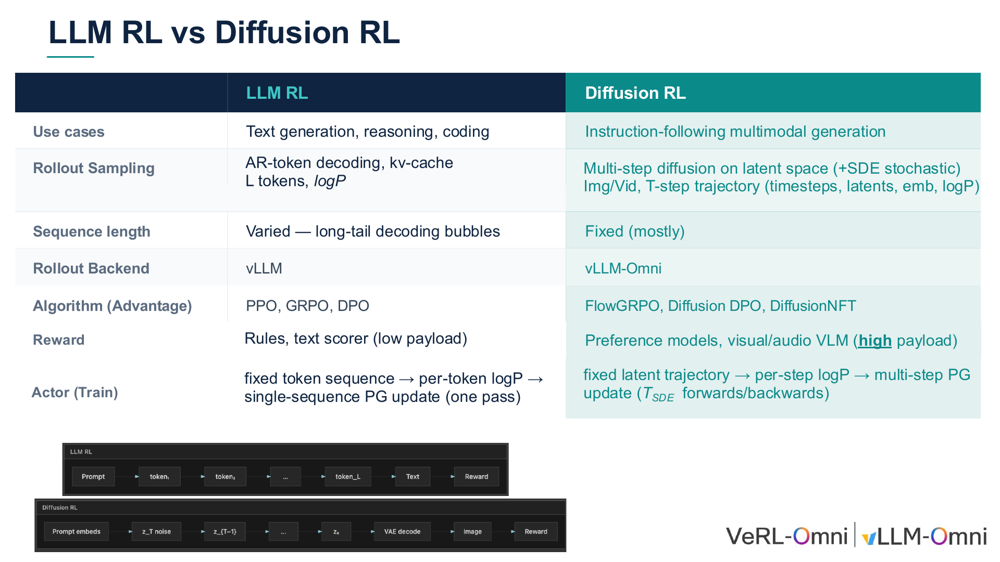 LLM RL vs Diffusion RL
LLM RL
Diffusion RL
Use cases
Text generation, reasoning, coding
Instruction-following multimodal generation
Rollout Sampling
AR-token decoding, kv-cache
L tokens, logP
Multi-step diffusion on latent space (+SDE stochastic)
Img/Vid, T-step trajectory (timesteps, latents, emb, logP)
Sequence length
Varied — long-tail decoding bubbles
Fixed (mostly)
Rollout Backend
vLLM
vLLM-Omni
Algorithm (Advantage)
PPO, GRPO, DPO
FlowGRPO, Diffusion DPO, DiffusionNFT
Reward
Rules, text scorer (low payload)
Preference models, visual/audio VLM (high payload)
Actor (Train)
fixed token sequence → per-token logP →
single-sequence PG update (one pass)
fixed latent trajectory → per-step logP → multi-step PG
update (T_SDE forwards/backwards)
LLM RL
Prompt
token₁
token₂
...
token_L
Text
Reward
Diffusion RL
Prompt embeds
z_T noise
z_{T−1}
...
z₀
VAE decode
Image
Reward
VeRL-Omni
vLLM-Omni